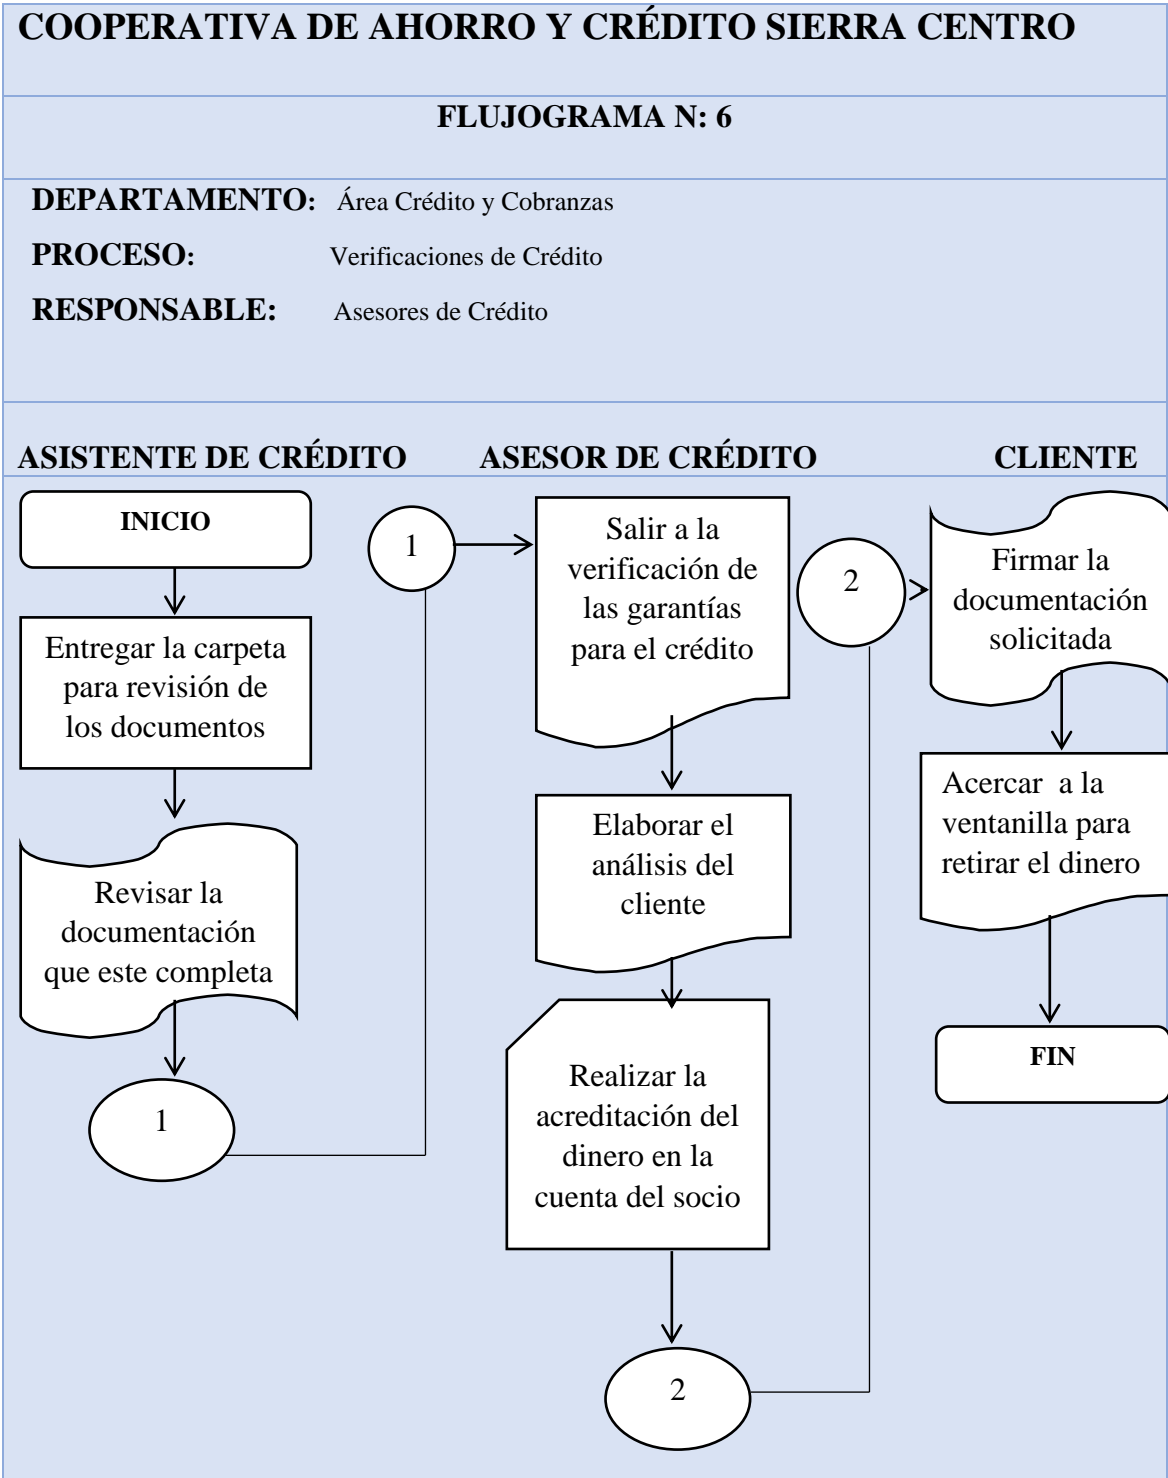 COOPERATIVA DE AHORRO Y CRÉDITO SIERRA CENTRO
FLUJOGRAMA N: 6
DEPARTAMENTO: Área Crédito y Cobranzas
PROCESO: Verificaciones de Crédito
RESPONSABLE: Asesores de Crédito
ASISTENTE DE CRÉDITO
INICIO
Entregar la carpeta
para revisión de
los documentos
Revisar la
documentación
que este completa
1
ASESOR DE CRÉDITO
1
Salir a la
verificación de
las garantías
para el crédito
Elaborar el
análisis del
cliente
Realizar la
acreditación del
dinero en la
cuenta del socio
2
CLIENTE
2
Firmar la
documentación
solicitada
Acercar  a la
ventanilla para
retirar el dinero
FIN